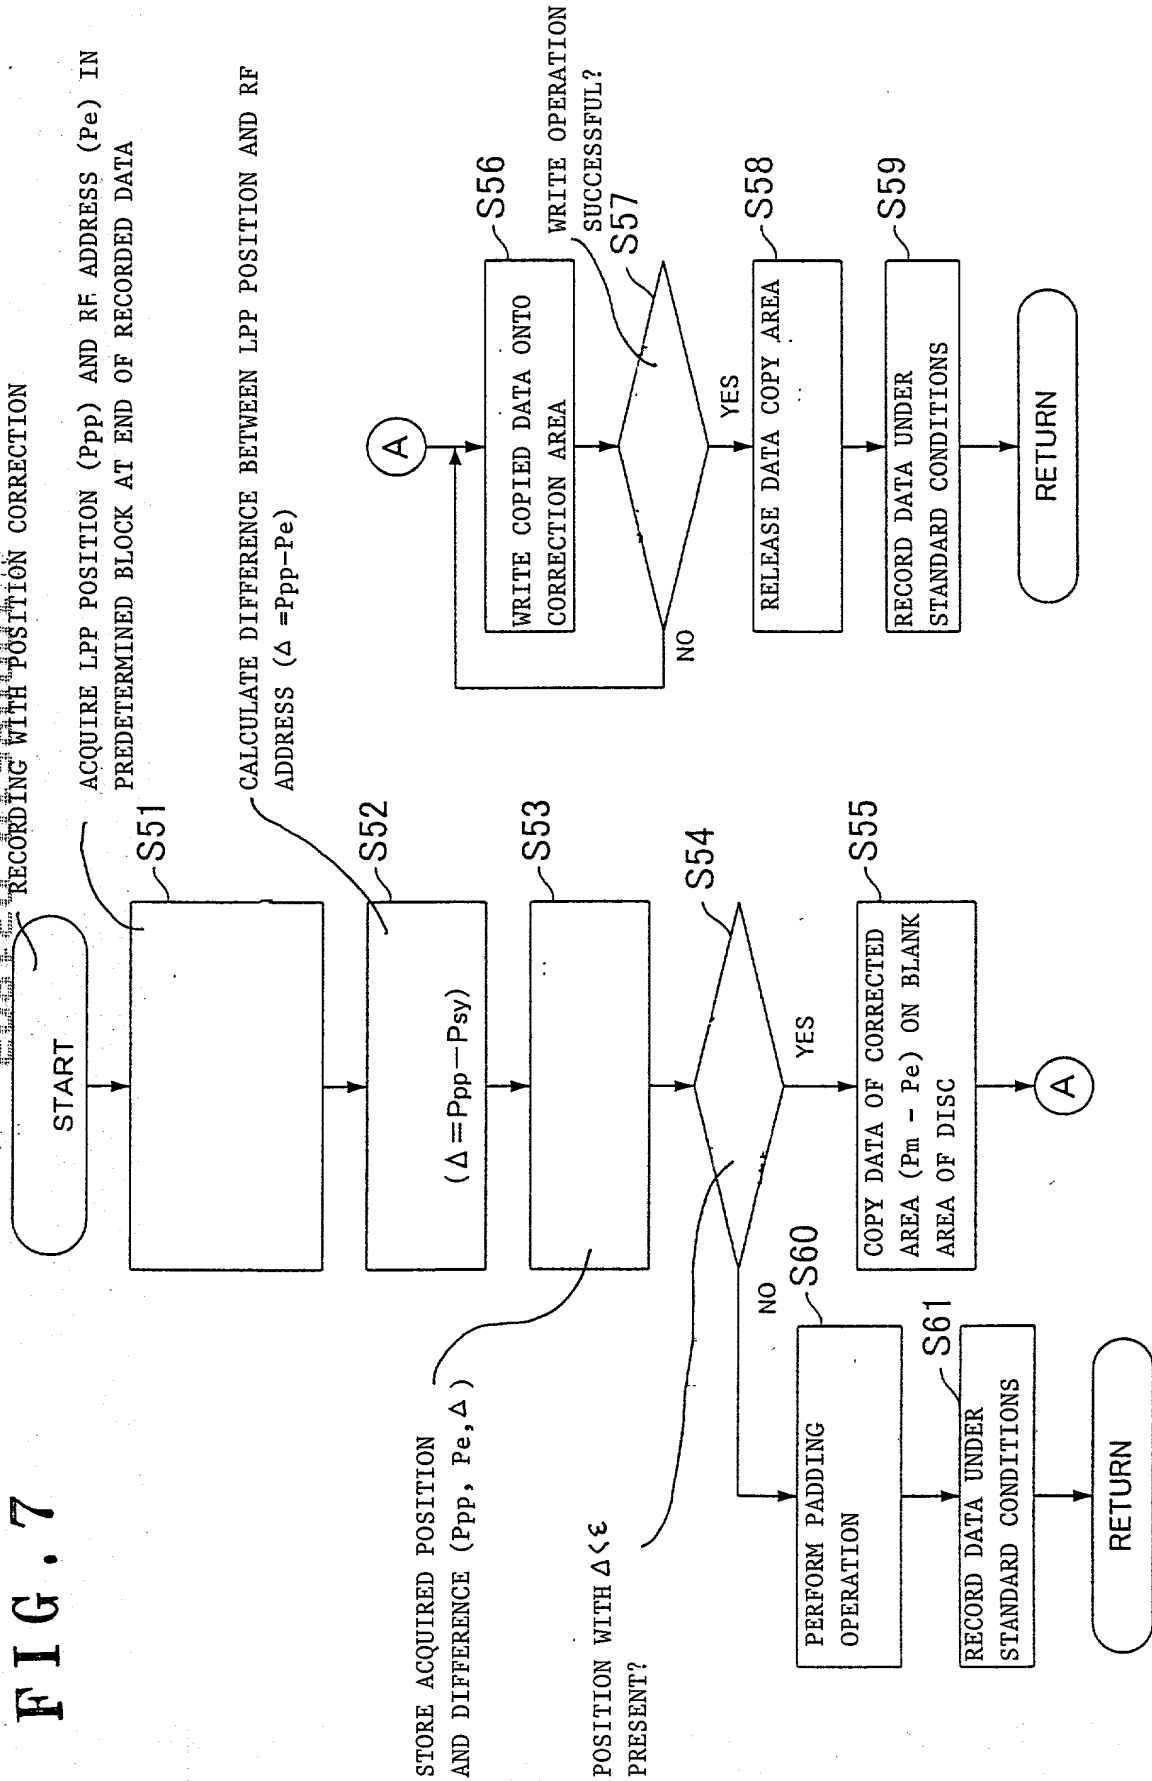 FIG.7
RECORDING WITH POSITION CORRECTION
START
ACQUIRE LPP POSITION (Ppp) AND RF ADDRESS (Pe) IN
PREDETERMINED BLOCK AT END OF RECORDED DATA
S51
CALCULATE DIFFERENCE BETWEEN LPP POSITION AND RF
ADDRESS (Δ =Ppp-Pe)
S52
(Δ=Ppp-Psy)
STORE ACQUIRED POSITION
AND DIFFERENCE (Ppp, Pe, Δ)
S53
POSITION WITH Δ<ε
PRESENT?
S54
NO
YES
S55
COPY DATA OF CORRECTED
AREA (Pm - Pe) ON BLANK
AREA OF DISC
A
S60
PERFORM PADDING
OPERATION
S61
RECORD DATA UNDER
STANDARD CONDITIONS
RETURN
A
S56
WRITE COPIED DATA ONTO
CORRECTION AREA
WRITE OPERATION
SUCCESSFUL?
S57
NO
YES
S58
RELEASE DATA COPY AREA
S59
RECORD DATA UNDER
STANDARD CONDITIONS
RETURN